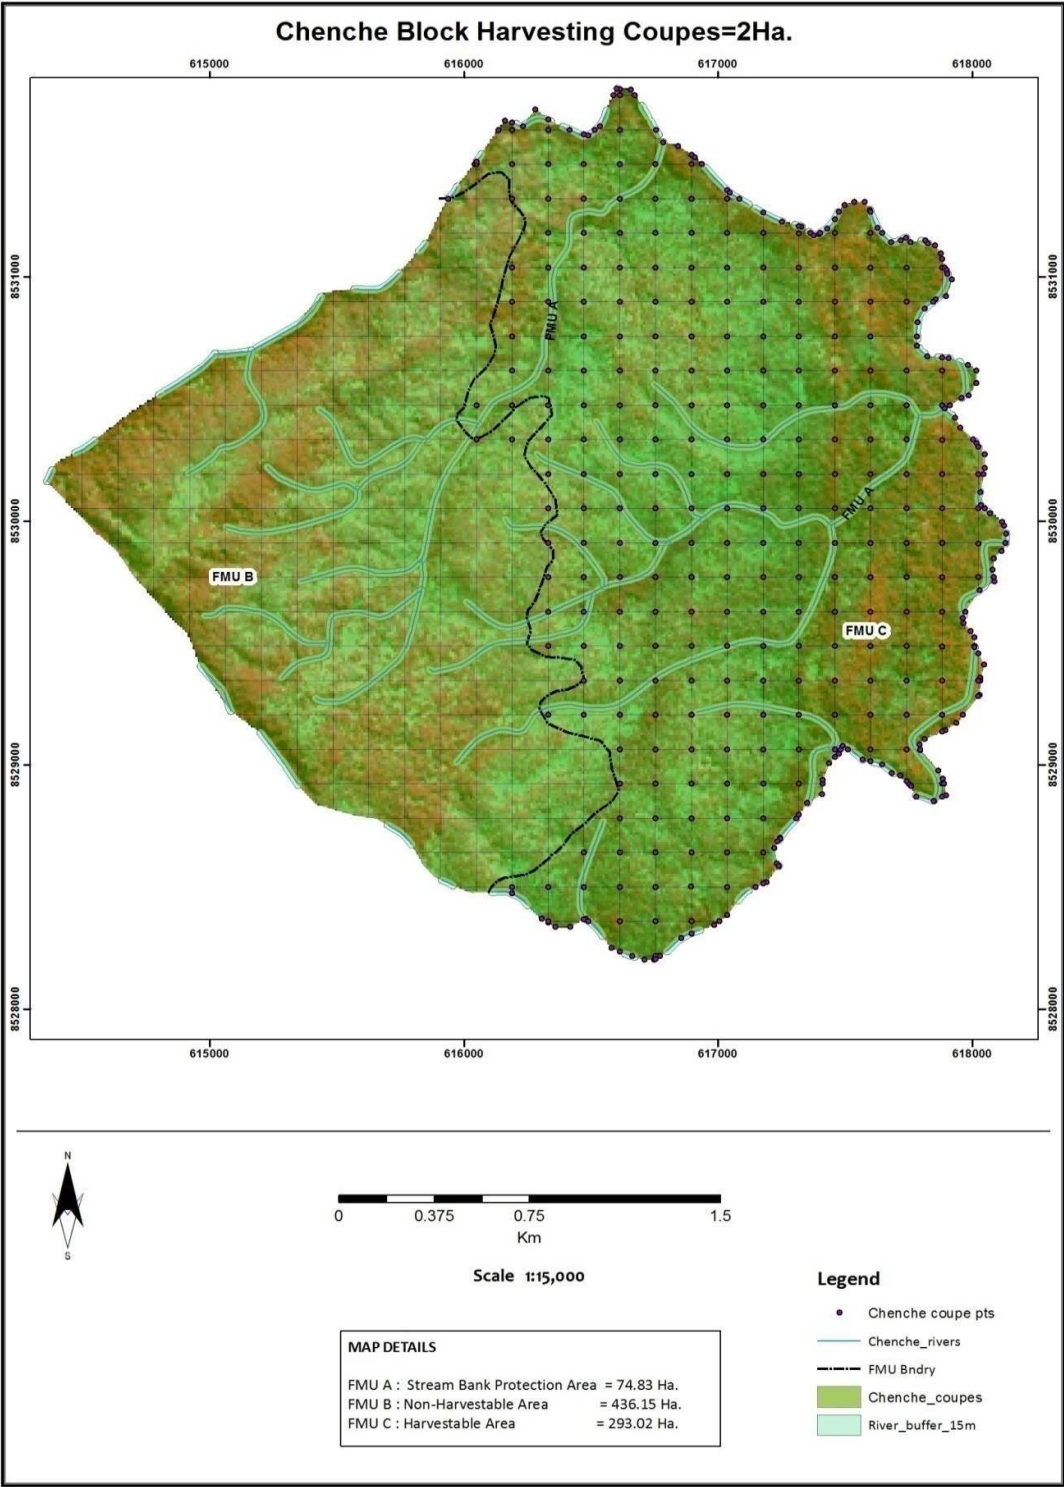 Chenche Block Harvesting Coupes=2Ha.
615000 616000 617000 618000
8531000 8531000
FMU A
8530000 8530000
FMU A
FMU B
FMU C
8529000 8529000
8528000 8528000
615000 616000 617000 618000
N
S
0 0.375 0.75 1.5
Km
Scale 1:15,000
Legend
Chenche coupe pts
Chenche_rivers
FMU Bndry
Chenche_coupes
River_buffer_15m
MAP DETAILS
FMU A : Stream Bank Protection Area = 74.83 Ha.
FMU B : Non-Harvestable Area = 436.15 Ha.
FMU C : Harvestable Area = 293.02 Ha.